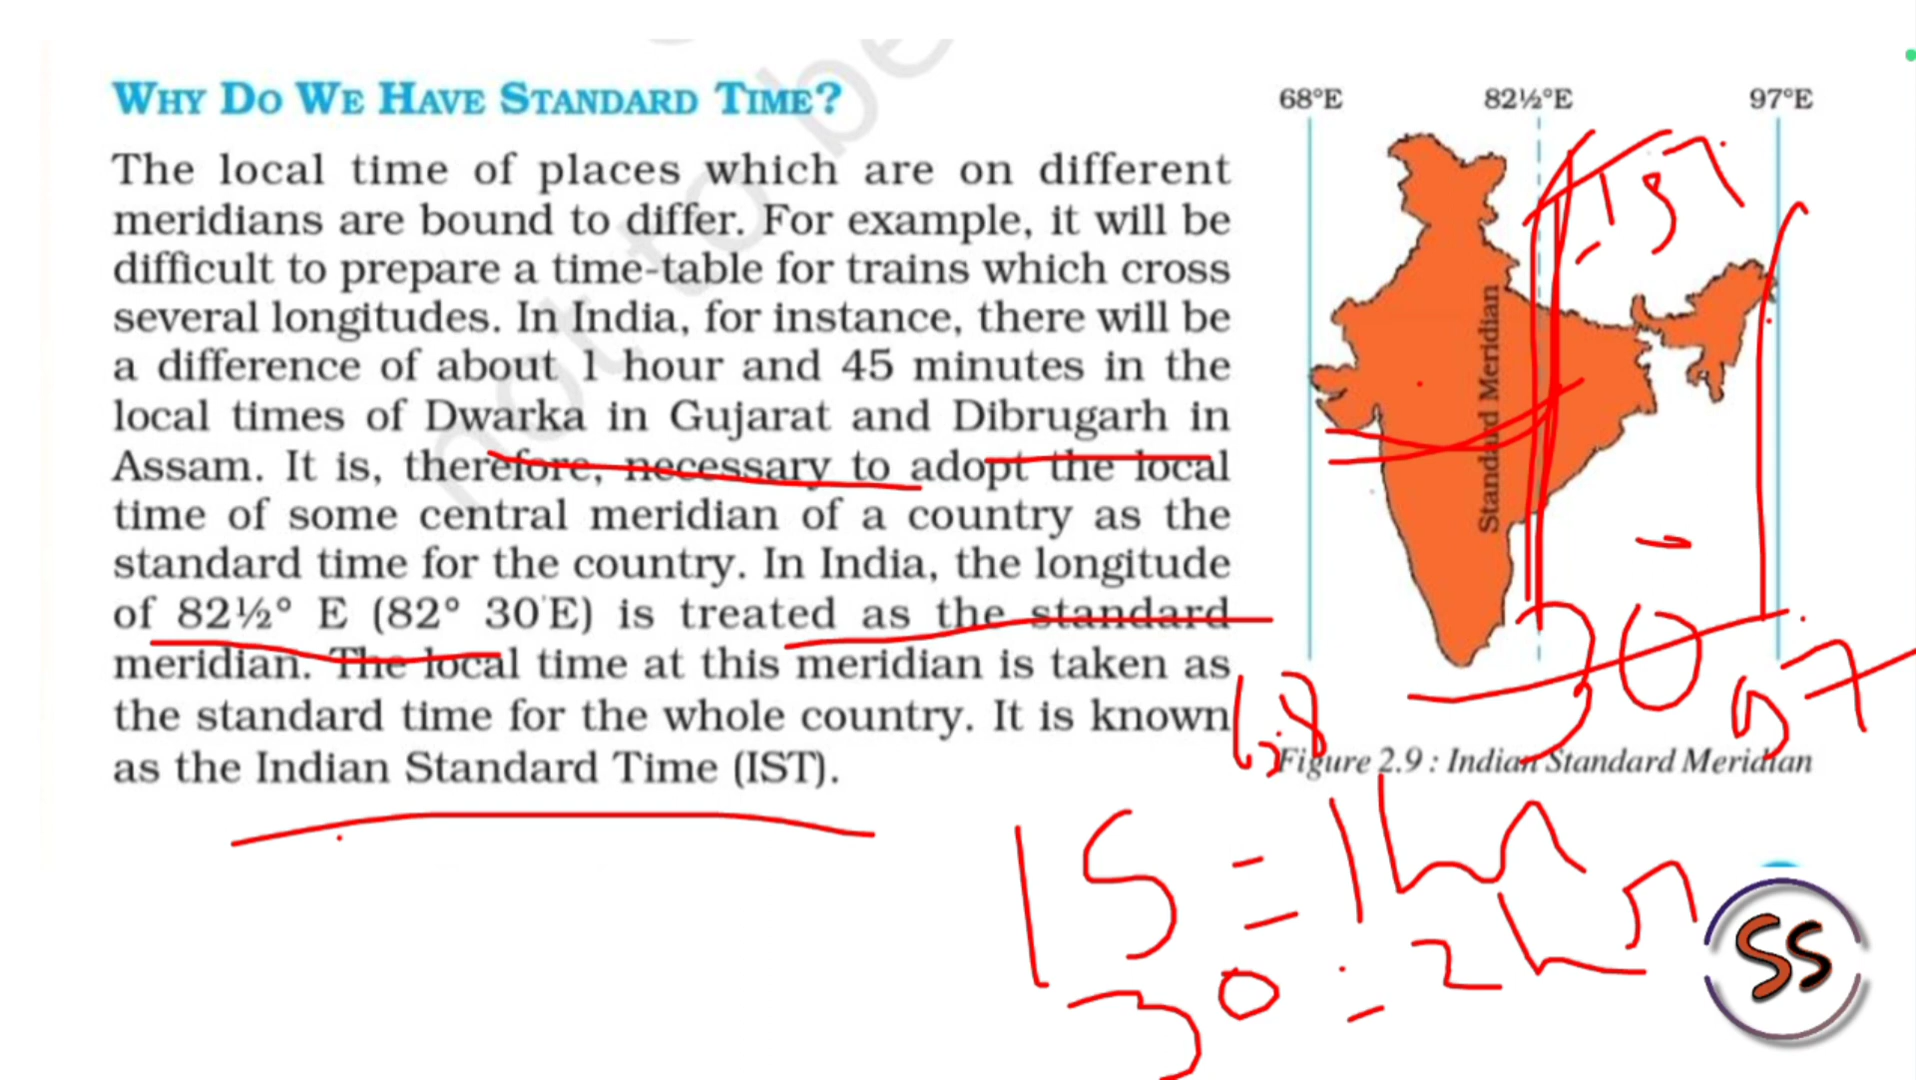 WHY DO WE HAVE STANDARD TIME?
The local time of places which are on different
meridians are bound to differ. For example, it will be
difficult to prepare a time-table for trains which cross
several longitudes. In India, for instance, there will be
a difference of about 1 hour and 45 minutes in the
local times of Dwarka in Gujarat and Dibrugarh in
Assam. It is, therefore, necessary to adopt the local
time of some central meridian of a country as the
standard time for the country. In India, the longitude
of 82½° E (82° 30'E) is treated as the standard
meridian. The local time at this meridian is taken as
the standard time for the whole country. It is known
as the Indian Standard Time (IST).
68°E 82½°E 97°E
Standard Meridian
30
68
97
Figure 2.9 : Indian Standard Meridian
15 = 1hr
30 = 2hr
SS
not to be